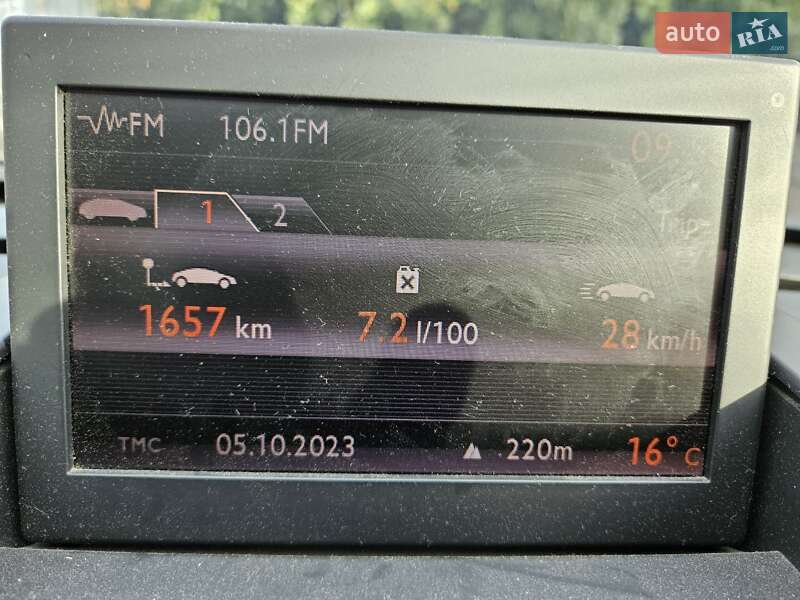 auto RIA .com
FM 106.1FM
09
1 2
Trip
1657 km 7.2 l/100 28 km/h
TMC 05.10.2023 220m 16° C